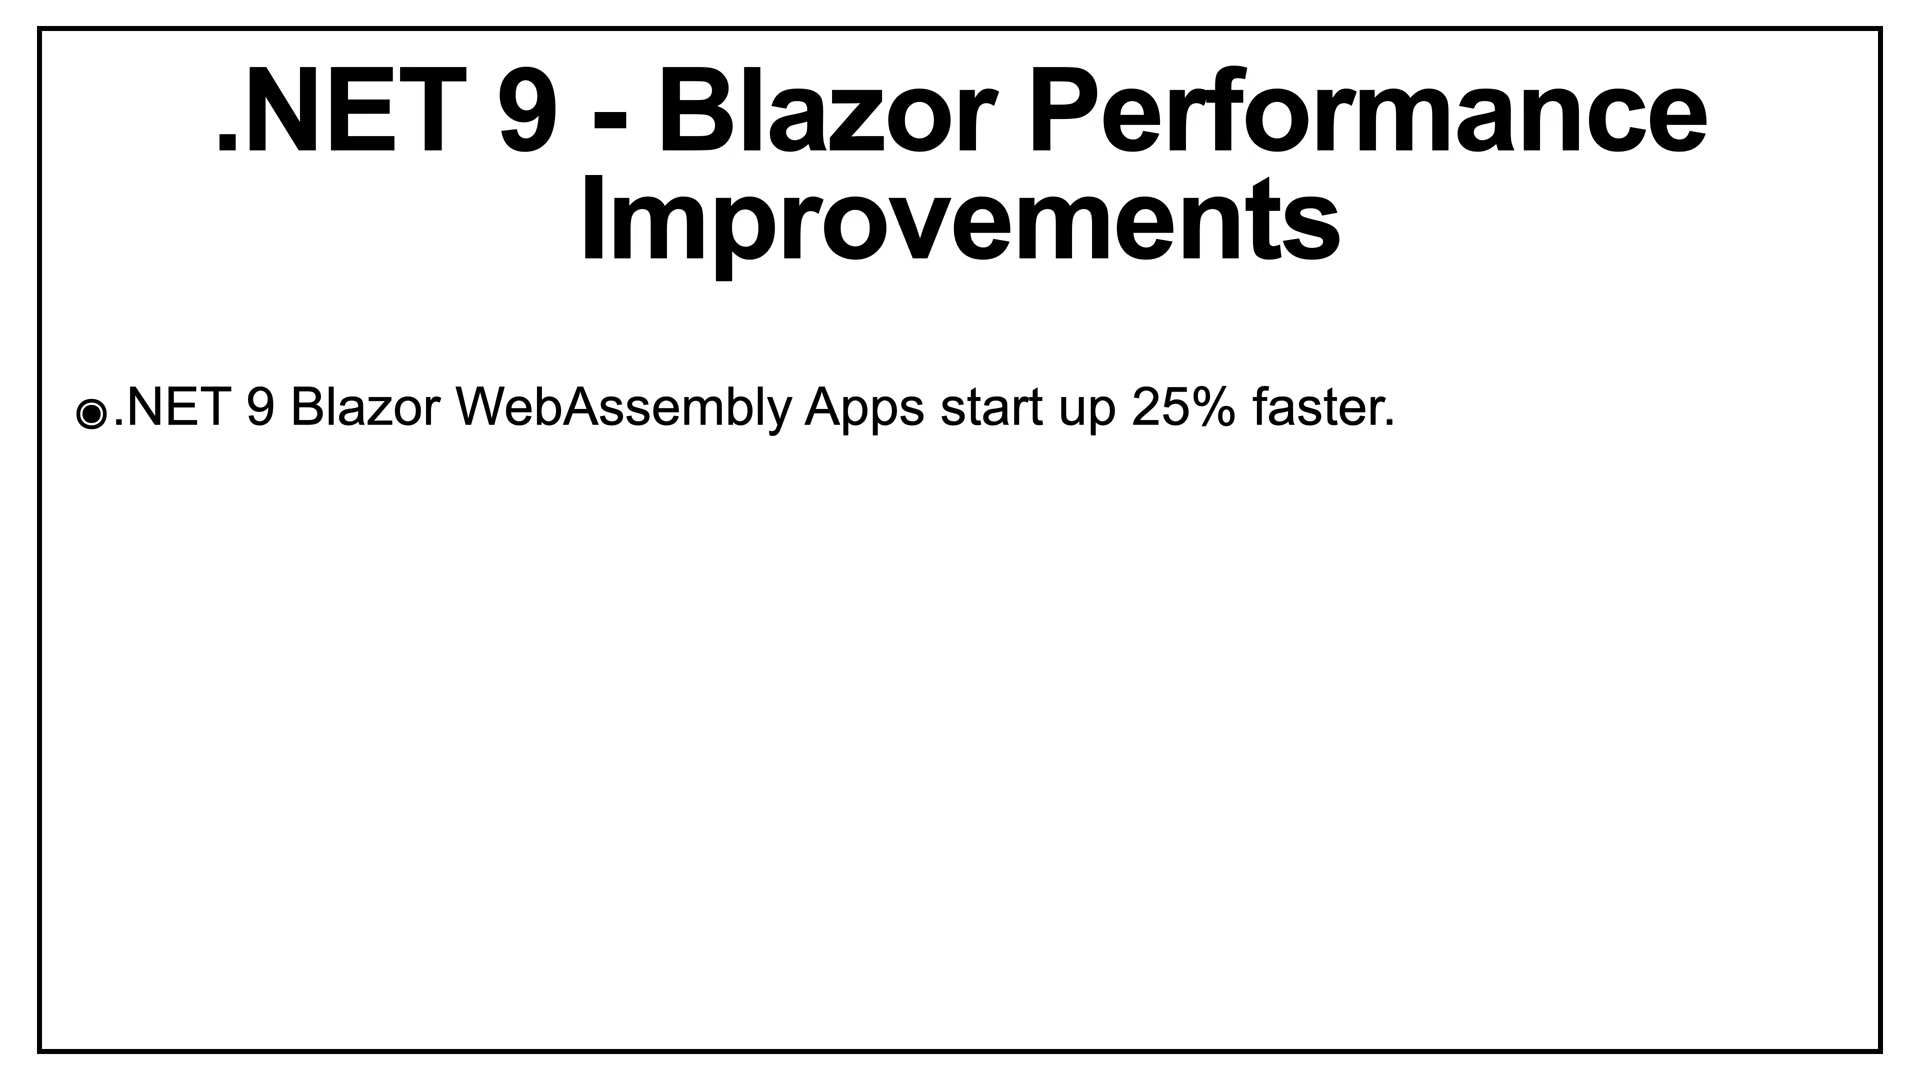 .NET 9 - Blazor Performance
Improvements
◉.NET 9 Blazor WebAssembly Apps start up 25% faster.